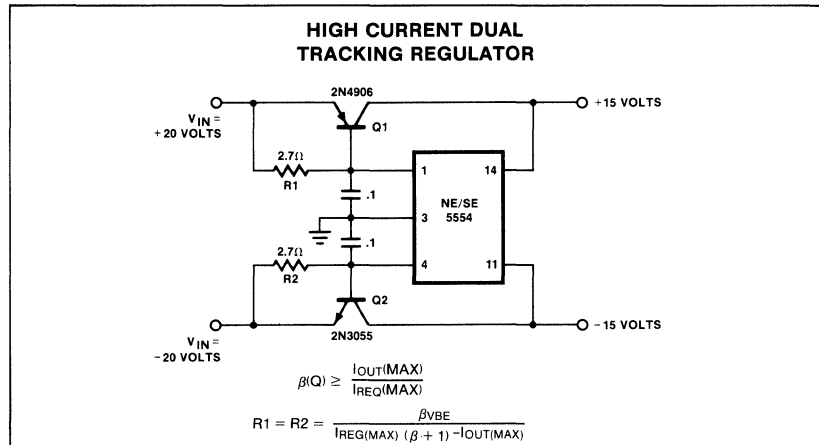 HIGH CURRENT DUAL
TRACKING REGULATOR
2N4906
Q1
V IN =
+20 VOLTS
+15 VOLTS
2.7Ω
R1
.1
1
14
NE/SE
5554
3
.1
2.7Ω
R2
4
11
Q2
2N3055
V IN =
−20 VOLTS
−15 VOLTS
β(Q) ≥ IOUT(MAX) / IREQ(MAX)
R1 = R2 = βVBE / IREG(MAX) (β + 1) −IOUT(MAX)